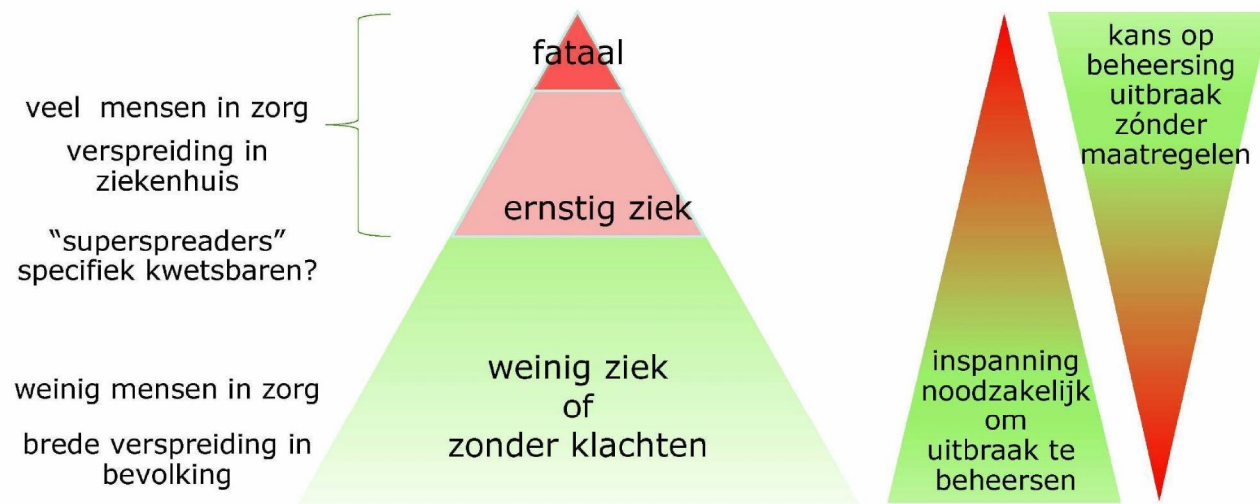 veel mensen in zorg
verspreiding in
ziekenhuis
“superspreaders”
specifiek kwetsbaren?
weinig mensen in zorg
brede verspreiding in
bevolking
fataal
ernstig ziek
weinig ziek
of
zonder klachten
inspanning
noodzakelijk
om
uitbraak te
beheersen
kans op
beheersing
uitbraak
zónder
maatregelen